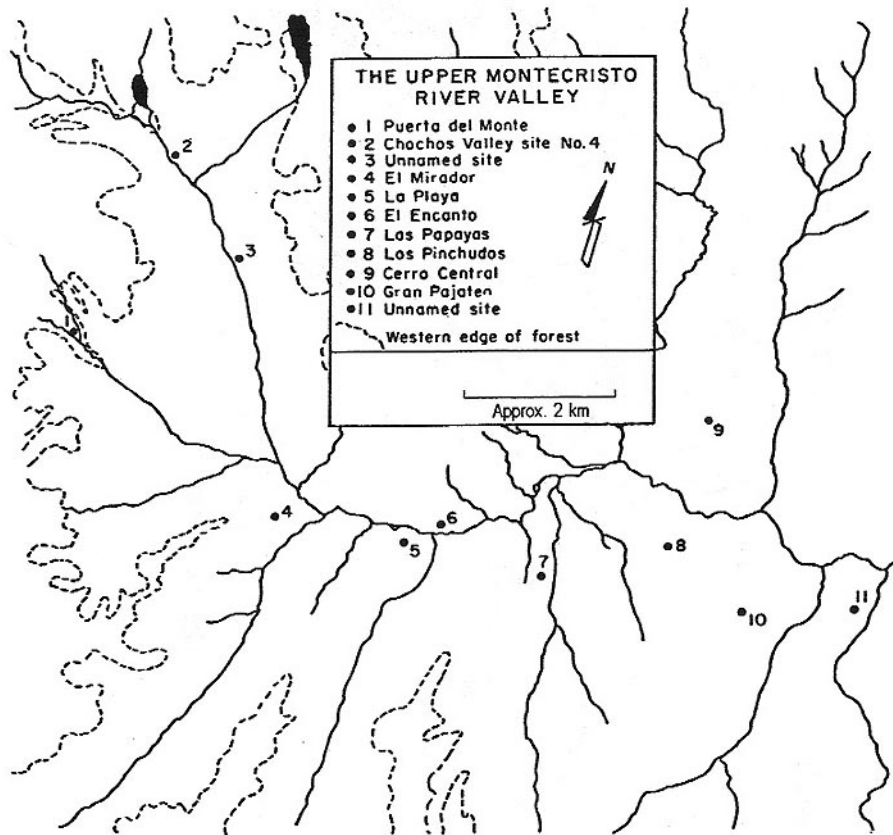 THE UPPER MONTECRISTO
RIVER VALLEY
1 Puerta del Monte
2 Chochos Valley site No.4
3 Unnamed site
4 El Mirador
5 La Playa
6 El Encanto
7 Las Papayas
8 Los Pinchudos
9 Cerro Central
10 Gran Pajaten
11 Unnamed site
N
Western edge of forest
Approx. 2 km
2
3
1
9
4
6
5
7
8
10
11